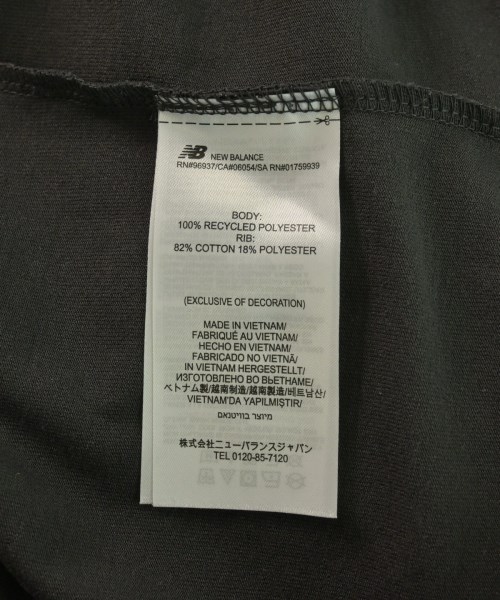 NB NEW BALANCE
RN#96937/CA#06054/SA RN#01759939
BODY:
100% RECYCLED POLYESTER
RIB:
82% COTTON 18% POLYESTER
(EXCLUSIVE OF DECORATION)
MADE IN VIETNAM/
FABRIQUÉ AU VIETNAM/
HECHO EN VIETNAM/
FABRICADO NO VIETNÃ/
IN VIETNAM HERGESTELLT/
ИЗГОТОВЛЕНО ВО ВЬЕТНАМЕ/
ベトナム製/越南制造/越南製造/베트남산/
VIETNAM'DA YAPILMIŞTIR/
מיוצר בוויטנאם
株式会社ニューバランスジャパン
TEL 0120-85-7120